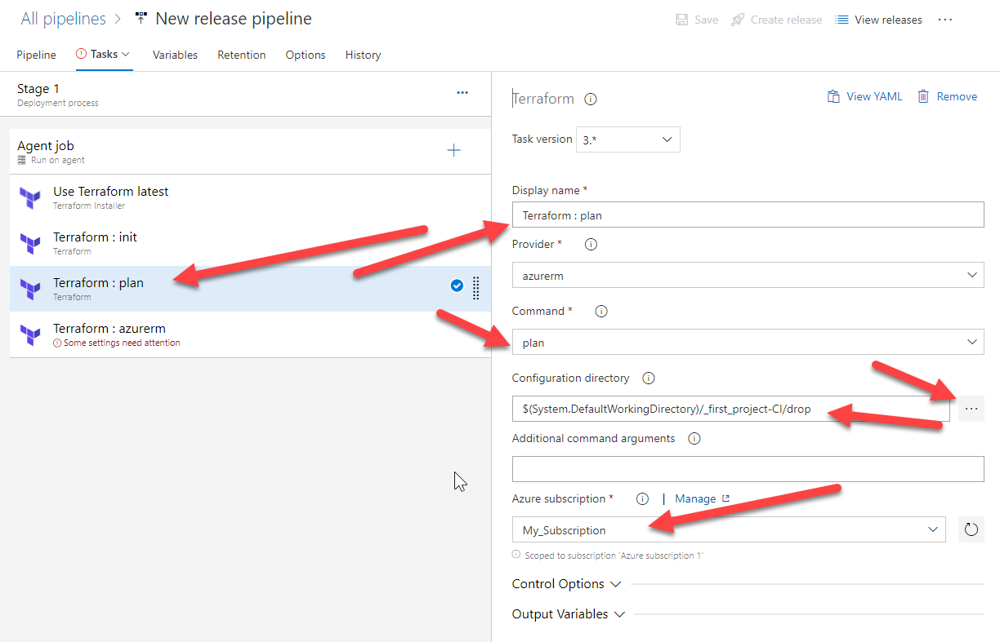 All pipelines > New release pipeline
Save Create release View releases ...
Pipeline Tasks Variables Retention Options History
Stage 1
Deployment process
...
Agent job
Run on agent
Use Terraform latest
Terraform Installer
Terraform : init
Terraform
Terraform : plan
Terraform
Terraform : azurerm
Some settings need attention
Terraform
View YAML Remove
Task version 3.*
Display name *
Terraform : plan
Provider *
azurerm
Command *
plan
Configuration directory
$(System.DefaultWorkingDirectory)/_first_project-CI/drop
...
Additional command arguments
Azure subscription * | Manage
My_Subscription
Scoped to subscription 'Azure subscription 1'
Control Options
Output Variables